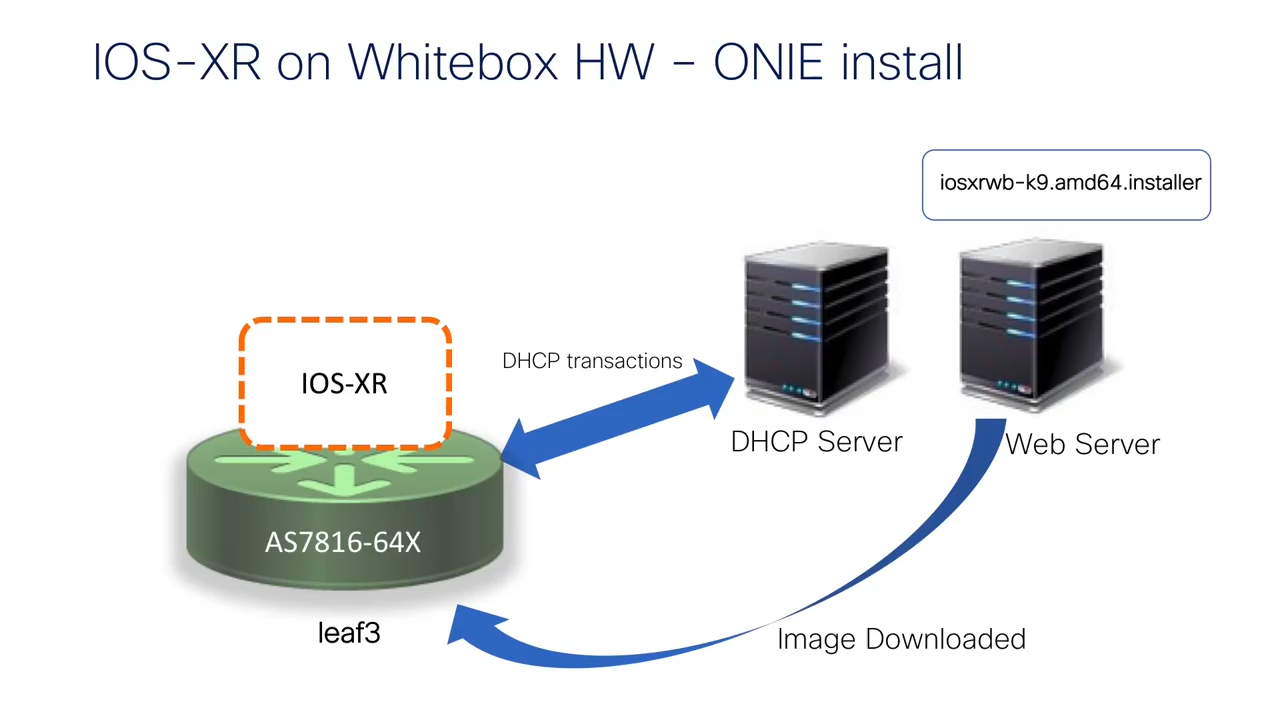 IOS-XR on Whitebox HW – ONIE install
iosxrwb-k9.amd64.installer
IOS-XR
DHCP transactions
DHCP Server
Web Server
AS7816-64X
leaf3
Image Downloaded